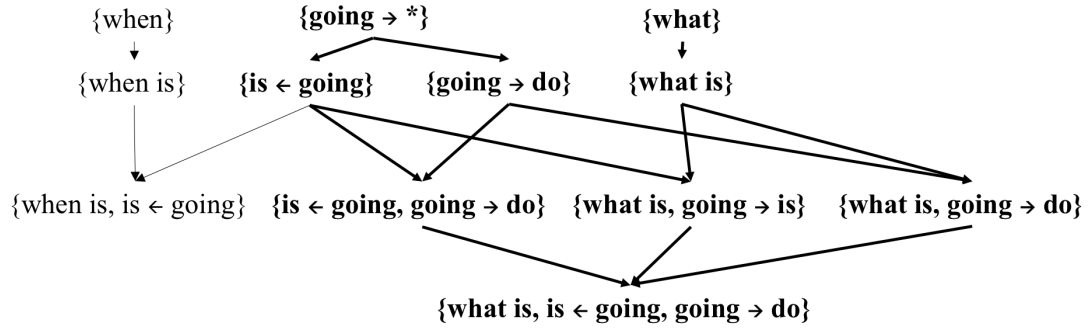 {when} {going → *} {what}
{when is} {is ← going} {going → do} {what is}
{when is, is ← going} {is ← going, going → do} {what is, going → is} {what is, going → do}
{what is, is ← going, going → do}